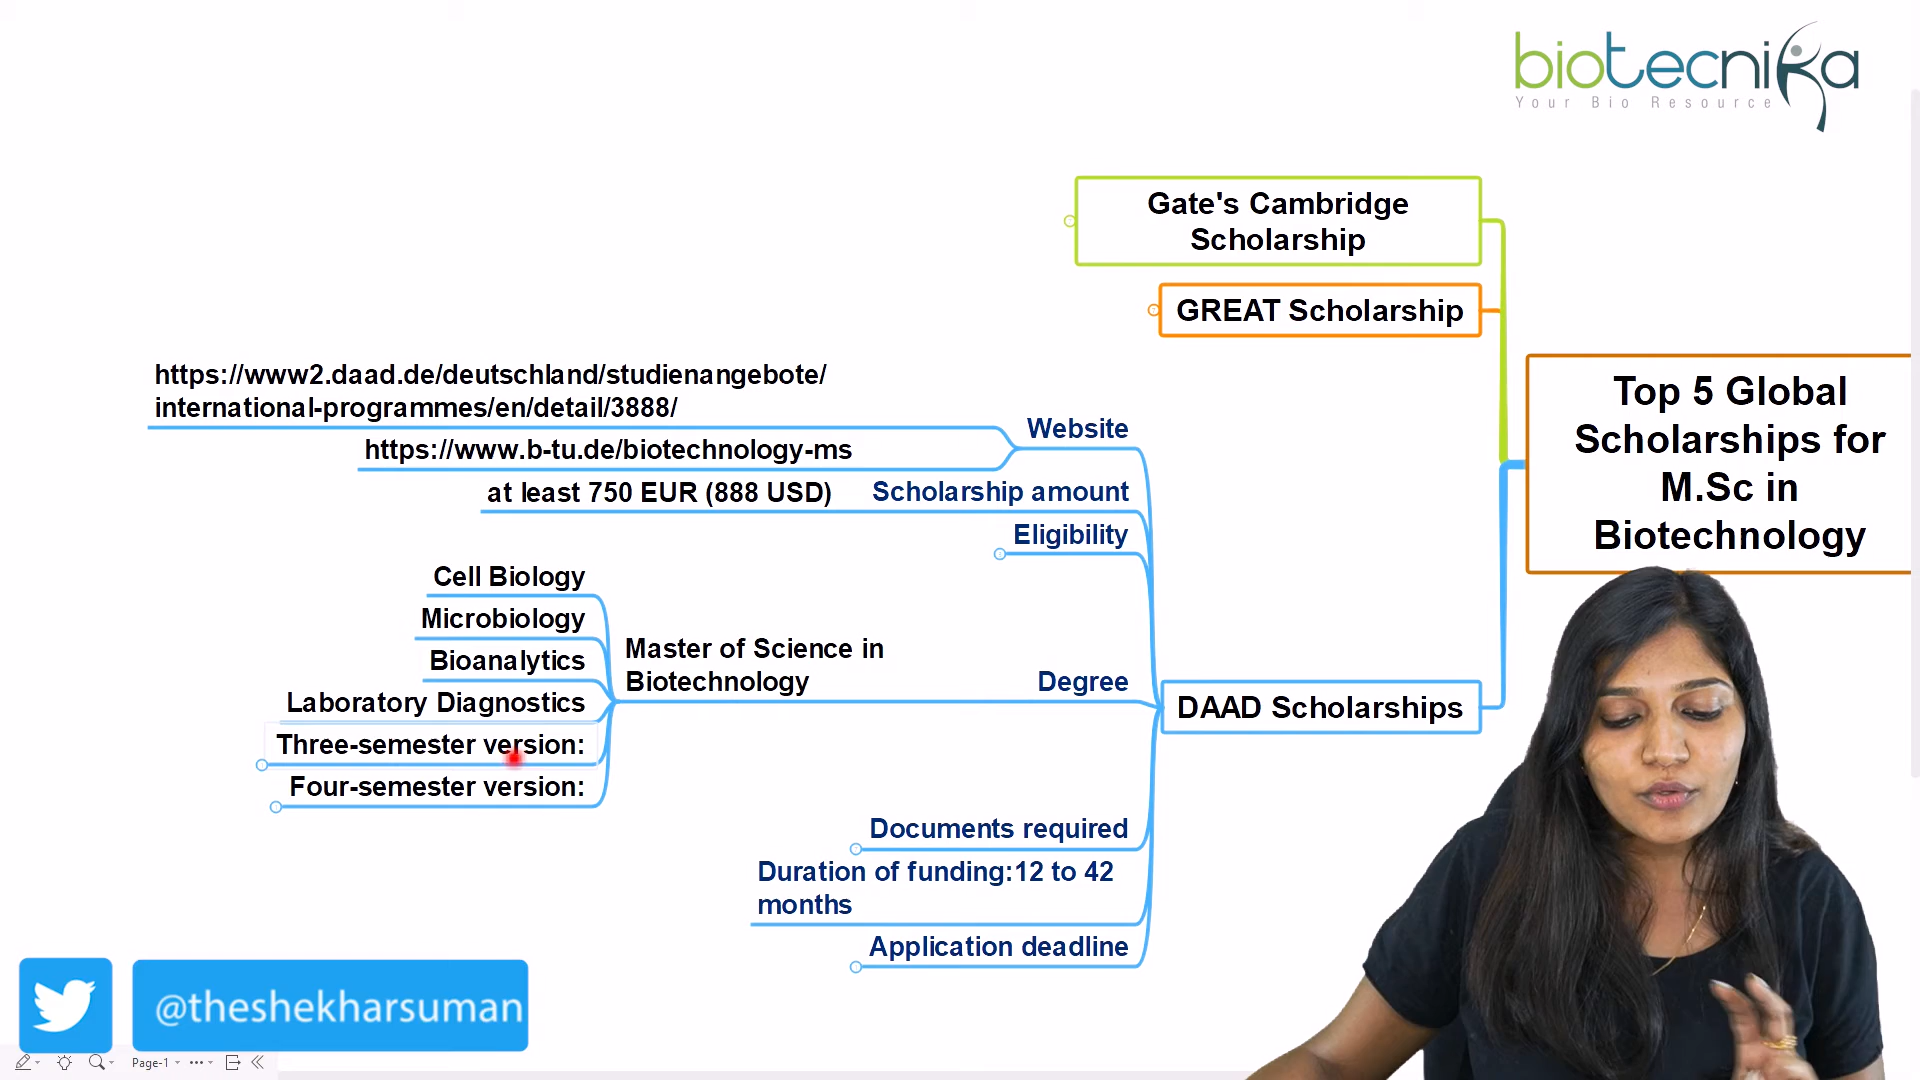 biotecnika
Your Bio Resource
Gate's Cambridge
Scholarship
GREAT Scholarship
Top 5 Global
Scholarships for
M.Sc in
Biotechnology
https://www2.daad.de/deutschland/studienangebote/
international-programmes/en/detail/3888/
Website
https://www.b-tu.de/biotechnology-ms
at least 750 EUR (888 USD)
Scholarship amount
Eligibility
Cell Biology
Microbiology
Bioanalytics
Laboratory Diagnostics
Three-semester version:
Four-semester version:
Master of Science in
Biotechnology
Degree
DAAD Scholarships
Documents required
Duration of funding:12 to 42
months
Application deadline
@theshekharsuman
Page-1